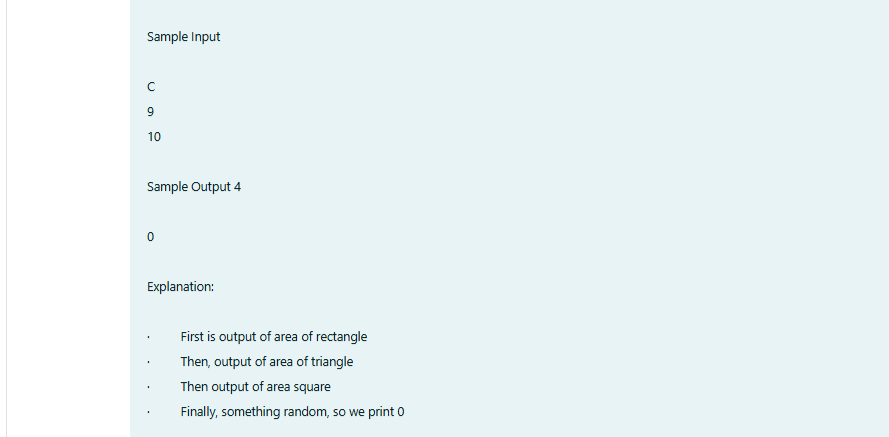 Sample Input
C
9
10
Sample Output 4
0
Explanation:
· First is output of area of rectangle
· Then, output of area of triangle
· Then output of area square
· Finally, something random, so we print 0